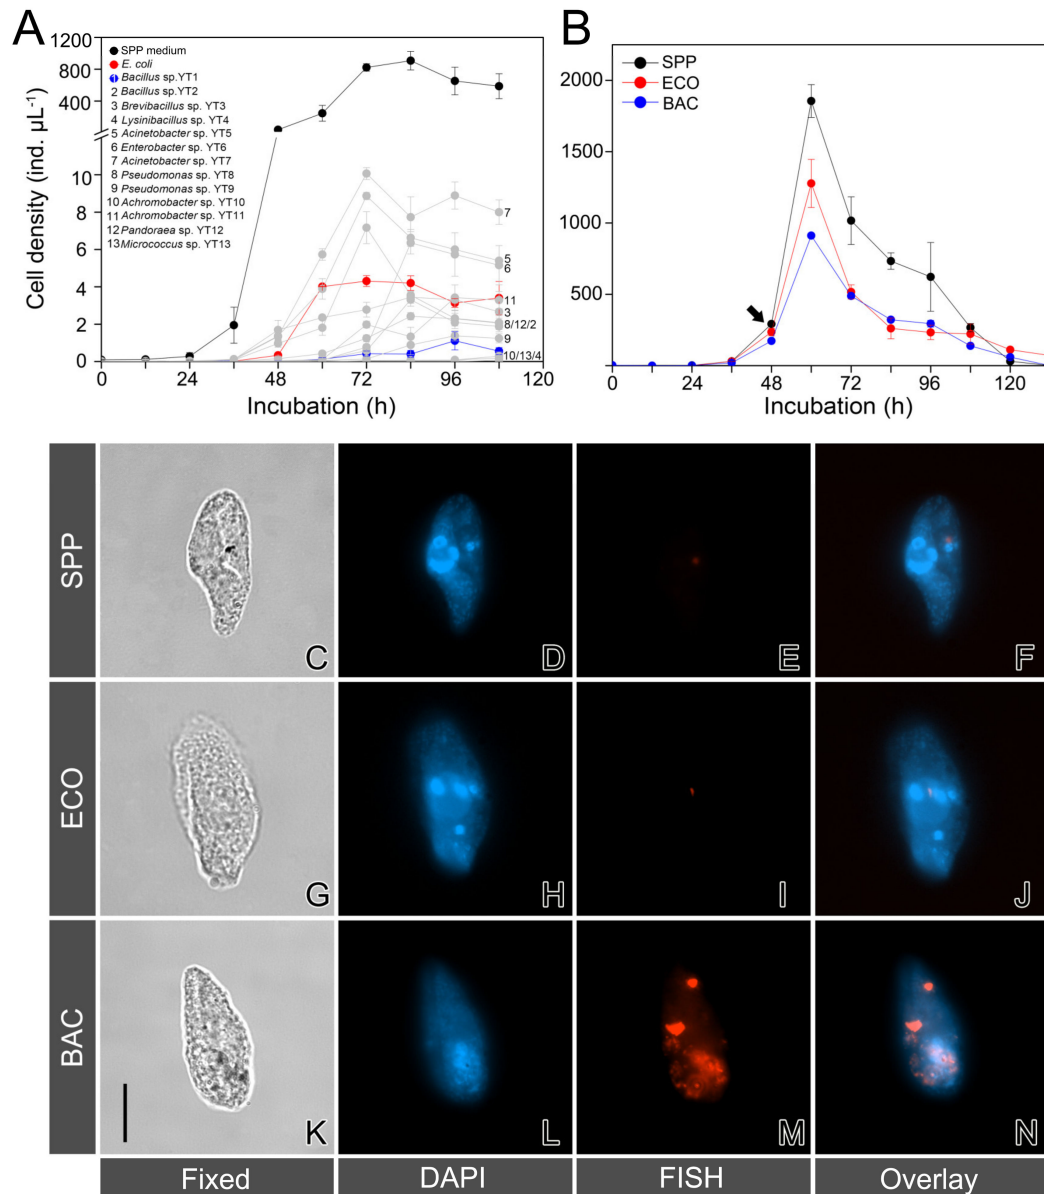 A
Cell density (ind. µL⁻¹)
1200
800
400
10
8
6
4
2
0
SPP medium
E. coli
1 Bacillus sp.YT1
2 Bacillus sp.YT2
3 Brevibacillus sp. YT3
4 Lysinibacillus sp. YT4
5 Acinetobacter sp. YT5
6 Enterobacter sp. YT6
7 Acinetobacter sp. YT7
8 Pseudomonas sp. YT8
9 Pseudomonas sp. YT9
10 Achromobacter sp. YT10
11 Achromobacter sp. YT11
12 Pandoraea sp. YT12
13 Micrococcus sp. YT13
7
5
6
11
3
8/12/2
9
10/13/4
0 24 48 72 96 120
Incubation (h)
B
2000
1500
1000
500
SPP
ECO
BAC
0 24 48 72 96 120
Incubation (h)
SPP
C
D
E
F
ECO
G
H
I
J
BAC
K
L
M
N
Fixed
DAPI
FISH
Overlay